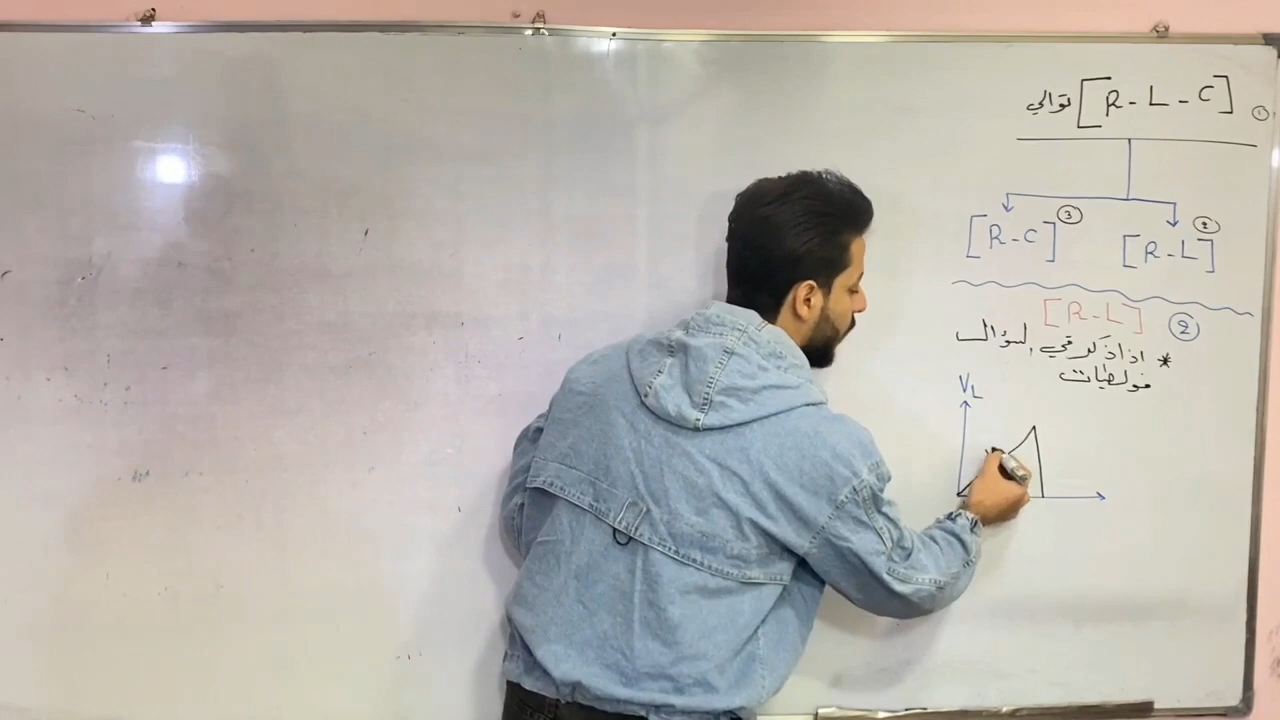 ① [R - L - C] توالي
[R - L] ②
[R - C] ③
② [R - L]
* اذا ذكر في السؤال
فولطيات
V_L